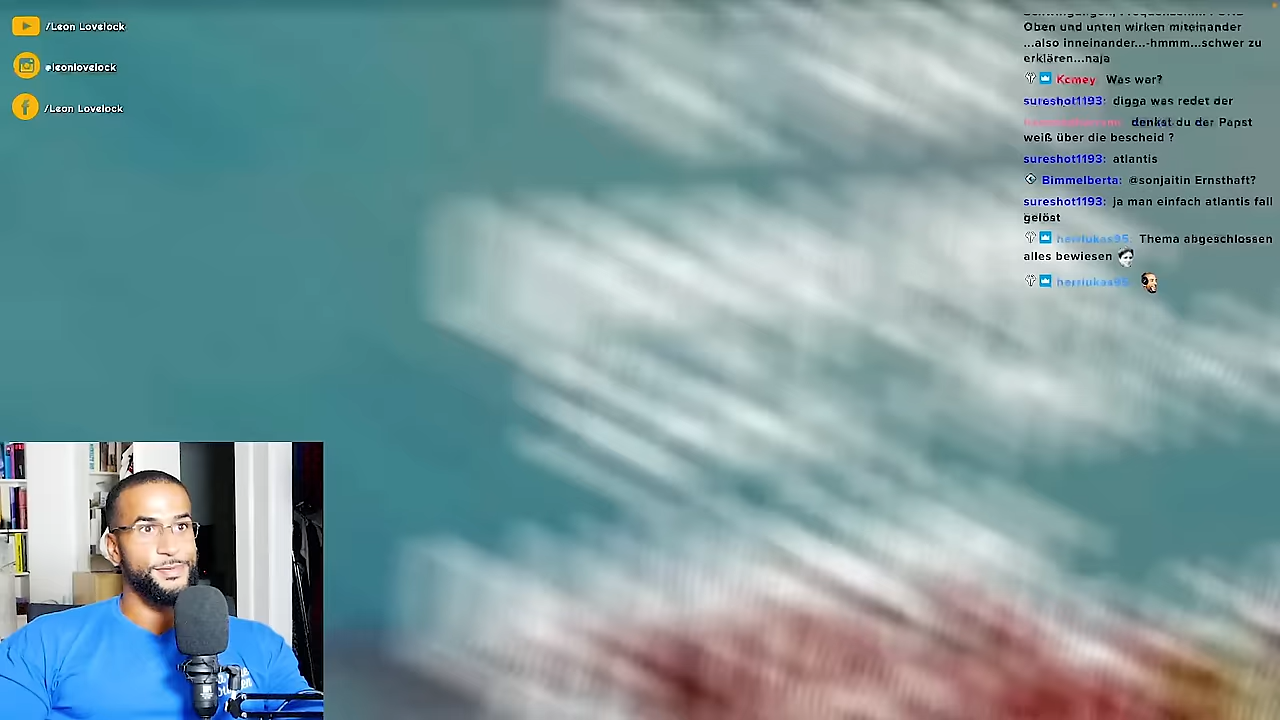 /Leon Lovelock
@leonlovelock
/Leon Lovelock
Oben und unten wirken miteinander
...also inneinander...-hmmm...schwer zu
erklären...naja
Kcmey Was war?
sureshot1193: digga was redet der
denkst du der Papst
weiß über die bescheid ?
sureshot1193: atlantis
Bimmelberta: @sonjaitin Ernsthaft?
sureshot1193: ja man einfach atlantis fall
gelöst
herrlukas95: Thema abgeschlossen
alles bewiesen
herrlukas95: